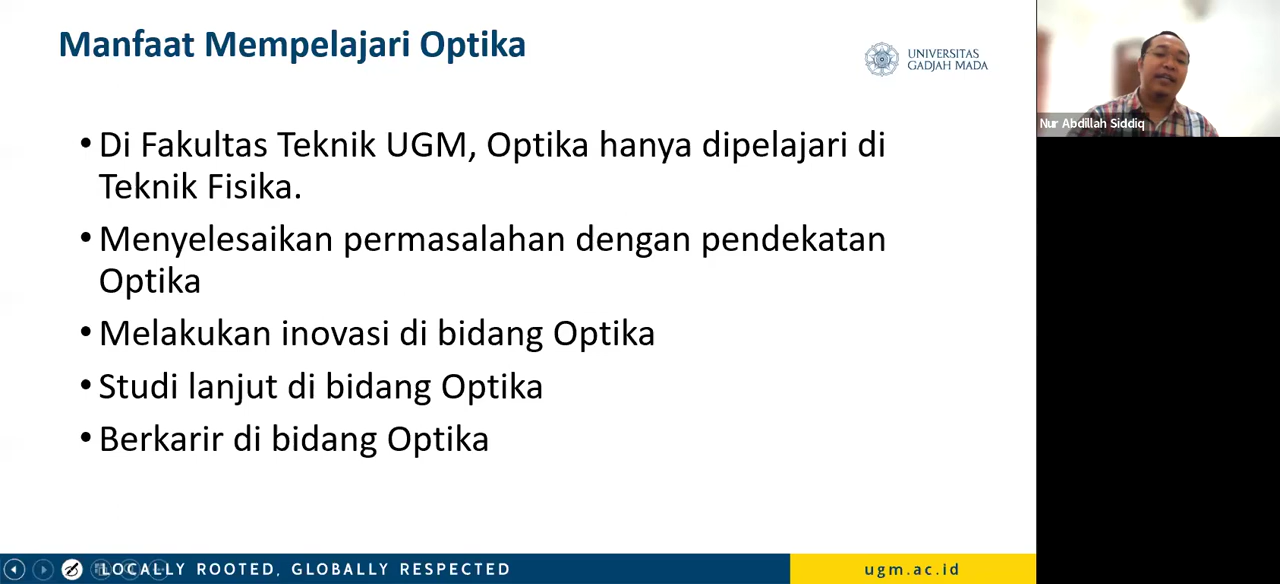 Manfaat Mempelajari Optika
UNIVERSITAS
GADJAH MADA
Nur Abdillah Siddiq
•Di Fakultas Teknik UGM, Optika hanya dipelajari di
Teknik Fisika.
•Menyelesaikan permasalahan dengan pendekatan
Optika
•Melakukan inovasi di bidang Optika
•Studi lanjut di bidang Optika
•Berkarir di bidang Optika
LOCALLY ROOTED, GLOBALLY RESPECTED
ugm.ac.id